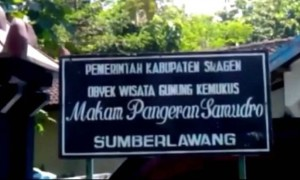 PEMERINTAH KABUPATEN SRAGEN
OBYEK WISATA GUNUNG KEMUKUS
Makam Pangeran Samudro
SUMBERLAWANG